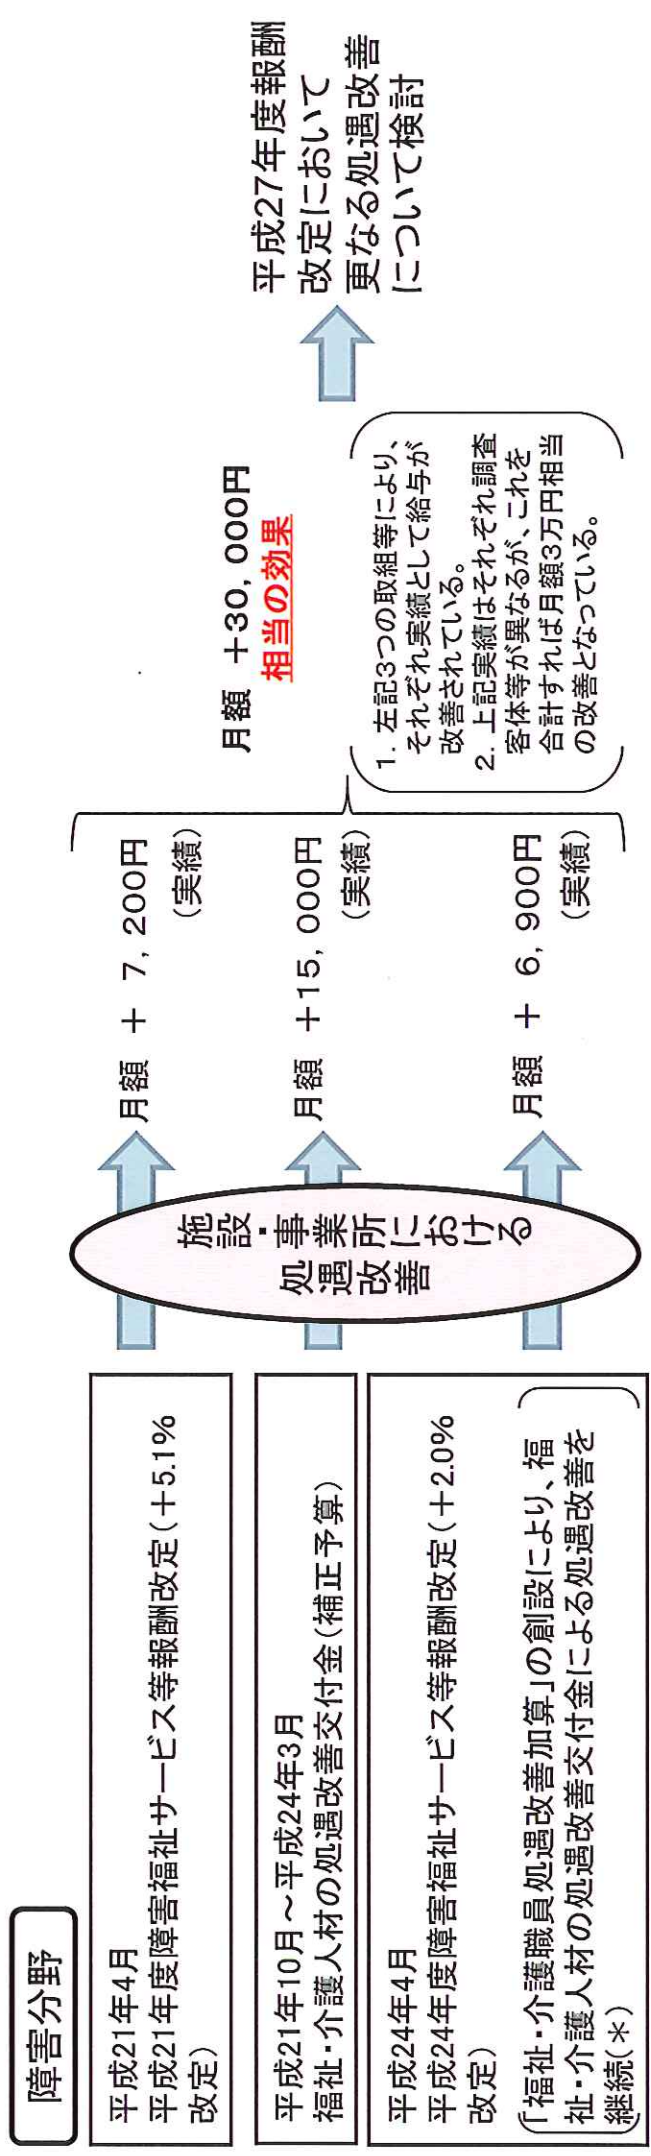 障害分野
平成21年4月
平成21年度障害福祉サービス等報酬改定(+5.1%
改定)
平成21年10月～平成24年3月
福祉・介護人材の処遇改善交付金(補正予算)
平成24年4月
平成24年度障害福祉サービス等報酬改定(+2.0%
改定)
「福祉・介護職員処遇改善加算」の創設により、福
祉・介護人材の処遇改善交付金による処遇改善を
継続(＊)
施設・事業所における
処遇改善
月額 ＋ 7，200円
(実績)
月額 ＋15，000円
(実績)
月額 ＋ 6，900円
(実績)
月額 ＋30，000円
相当の効果
1. 左記3つの取組等により、
それぞれ実績として給与が
改善されている。
2. 上記実績はそれぞれ調査
客体等が異なるが、これを
合計すれば月額3万円相当
の改善となっている。
平成27年度報酬
改定において
更なる処遇改善
について検討